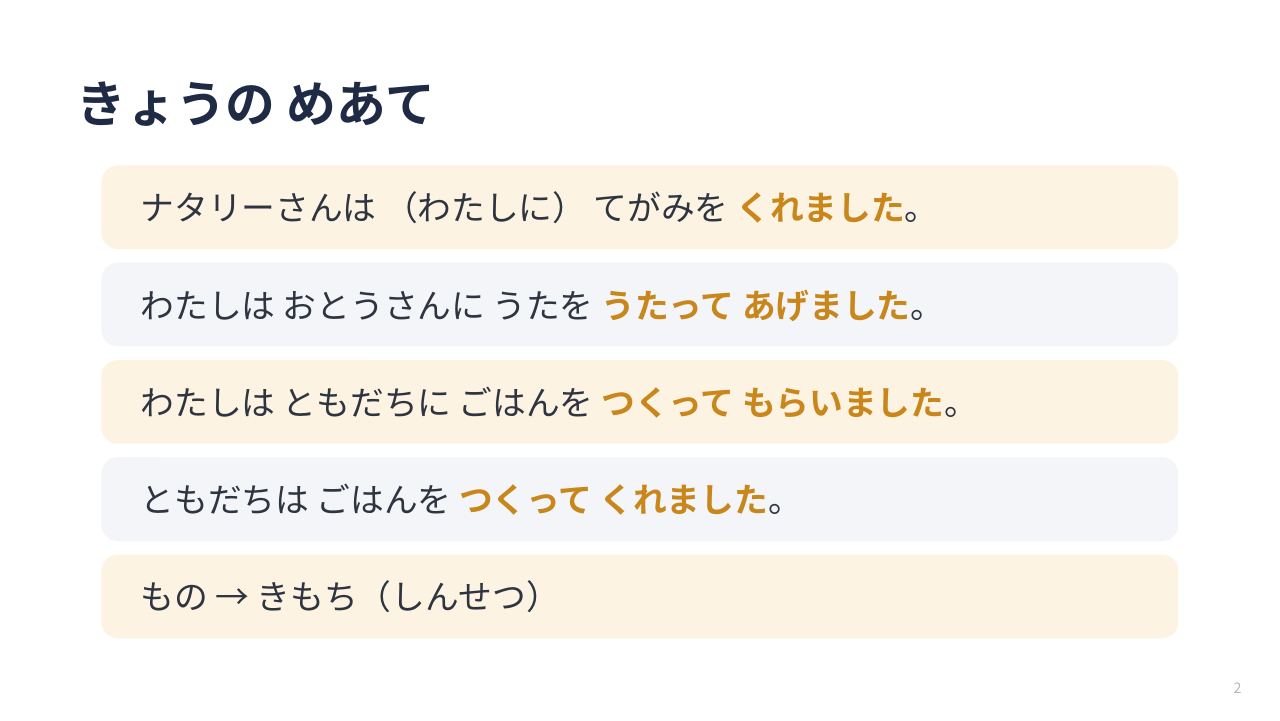 きょうの めあて
ナタリーさんは （わたしに） てがみを くれました。
わたしは おとうさんに うたを うたって あげました。
わたしは ともだちに ごはんを つくって もらいました。
ともだちは ごはんを つくって くれました。
もの → きもち（しんせつ）
2